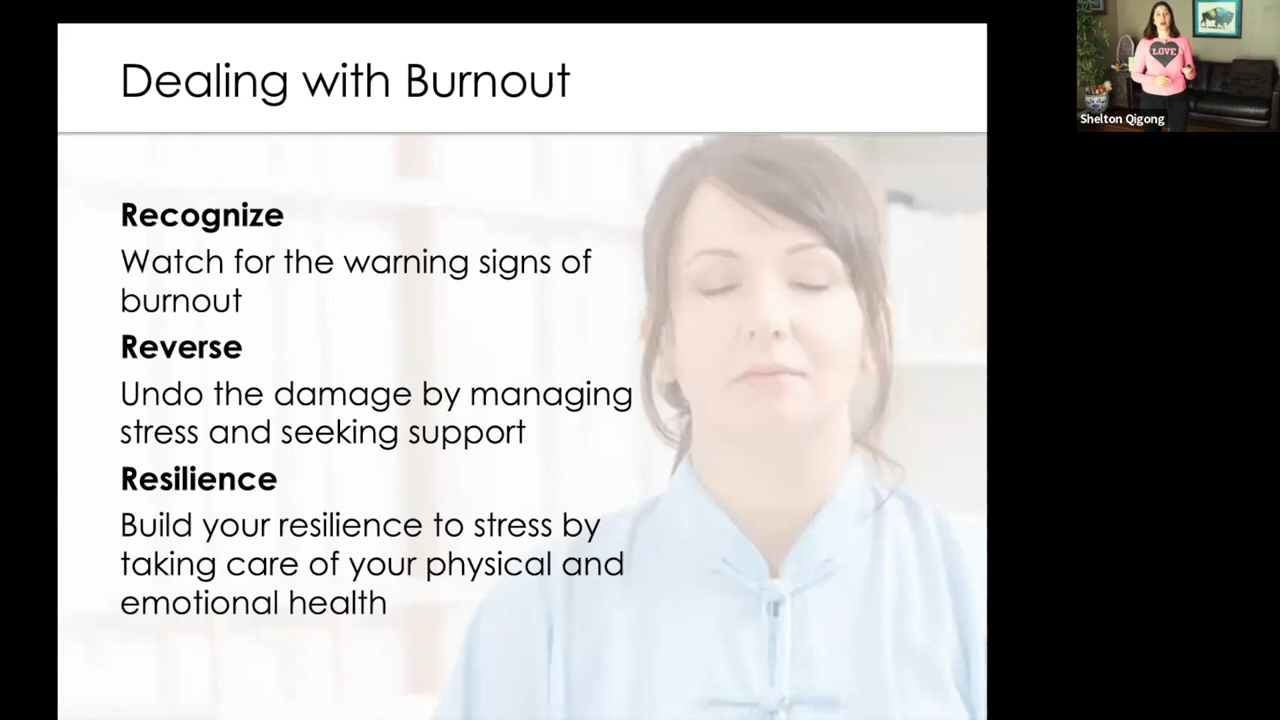 Dealing with Burnout
Recognize
Watch for the warning signs of
burnout
Reverse
Undo the damage by managing
stress and seeking support
Resilience
Build your resilience to stress by
taking care of your physical and
emotional health
LOVE
Shelton Qigong